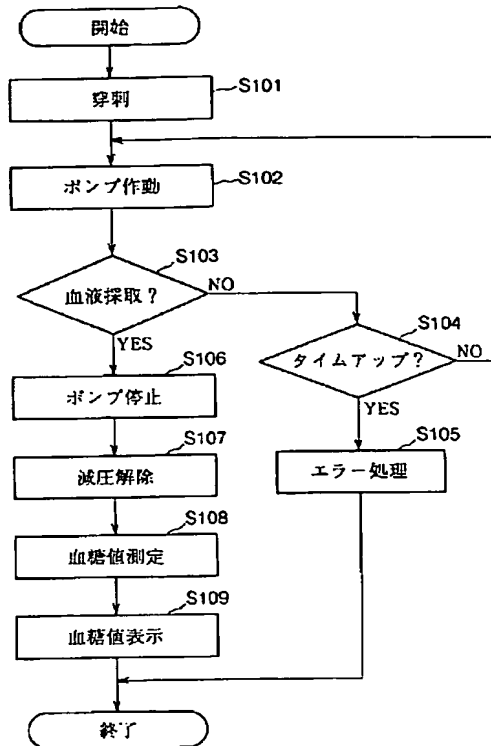 開始
穿刺
S101
ポンプ作動
S102
血液採取?
S103
NO
YES
タイムアップ?
S104
NO
YES
ポンプ停止
S106
エラー処理
S105
減圧解除
S107
血糖値測定
S108
血糖値表示
S109
終了